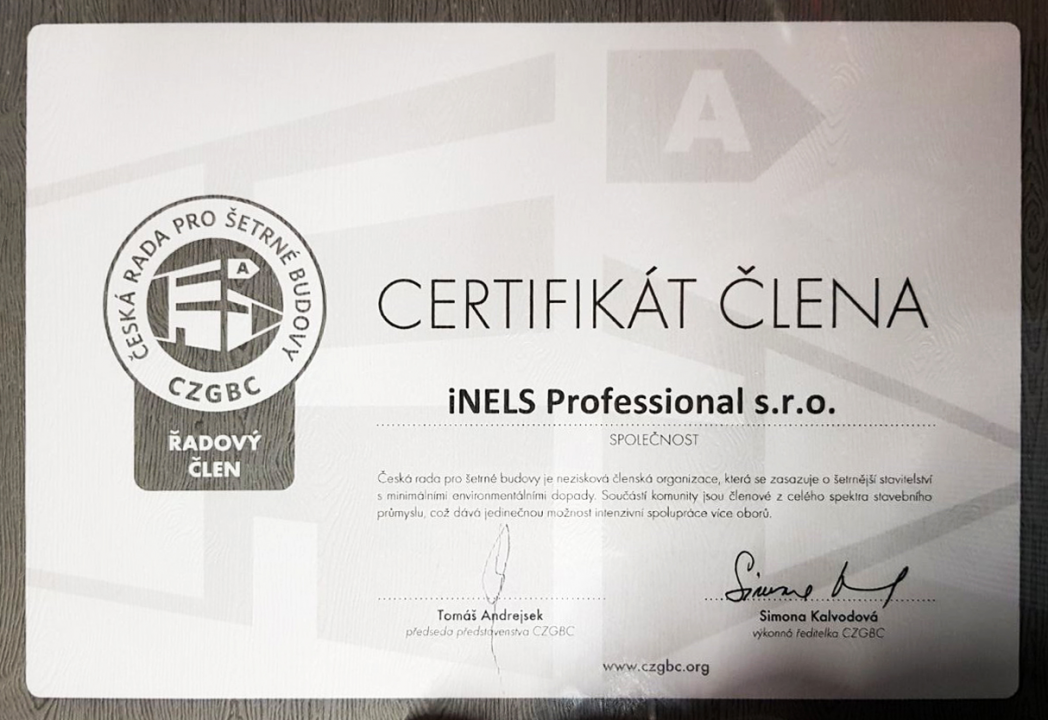 A
ČESKÁ RADA PRO ŠETRNÉ BUDOVY
A
CZGBC
ŘADOVÝ
ČLEN
CERTIFIKÁT ČLENA
iNELS Professional s.r.o.
SPOLEČNOST
Česká rada pro šetrné budovy je nezisková členská organizace, která se zasazuje o šetrnější stavitelství
s minimálními environmentálními dopady. Součástí komunity jsou členové z celého spektra stavebního
průmyslu, což dává jedinečnou možnost intenzivní spolupráce více oborů.
Tomáš Andrejsek
předseda představenstva CZGBC
Simona Kalvodová
výkonná ředitelka CZGBC
www.czgbc.org